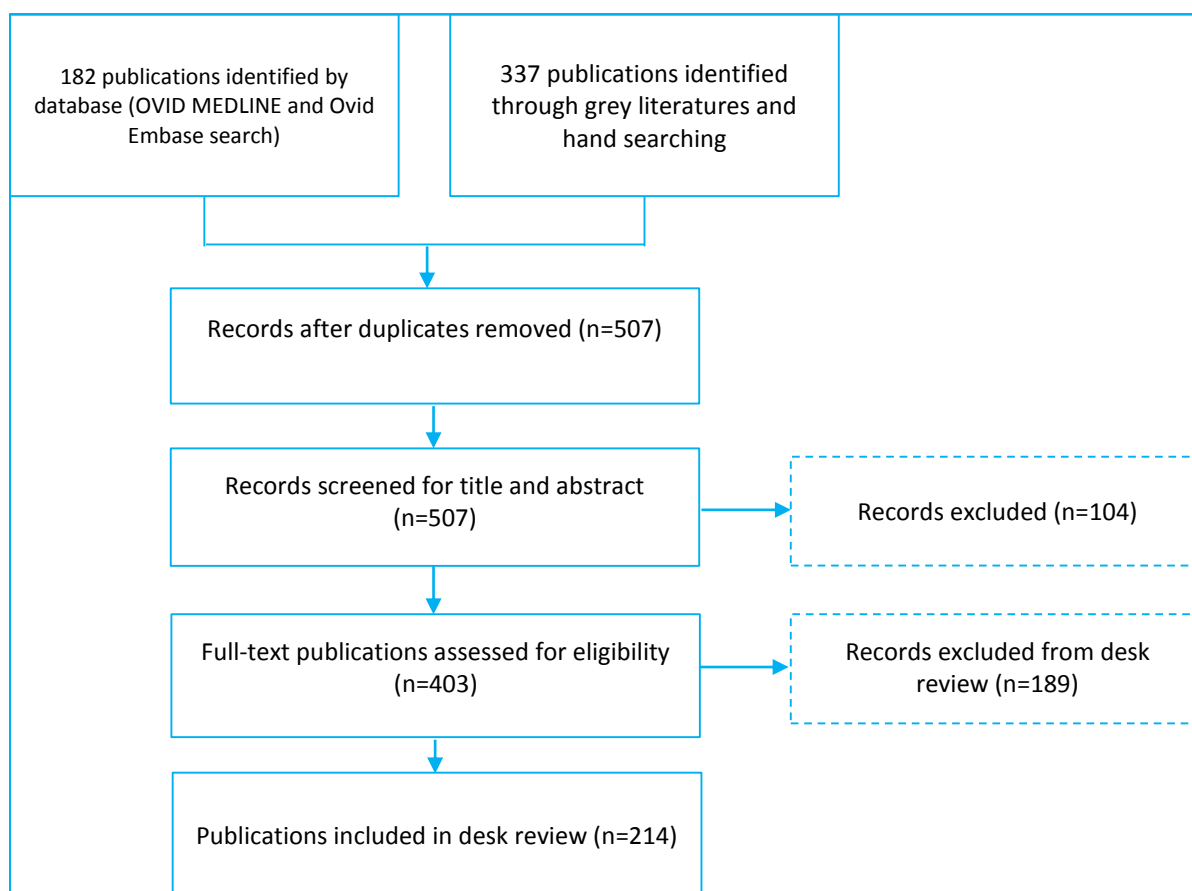 182 publications identified by
database (OVID MEDLINE and Ovid
Embase search)
337 publications identified
through grey literatures and
hand searching
Records after duplicates removed (n=507)
Records screened for title and abstract
(n=507)
Records excluded (n=104)
Full-text publications assessed for eligibility
(n=403)
Records excluded from desk
review (n=189)
Publications included in desk review (n=214)